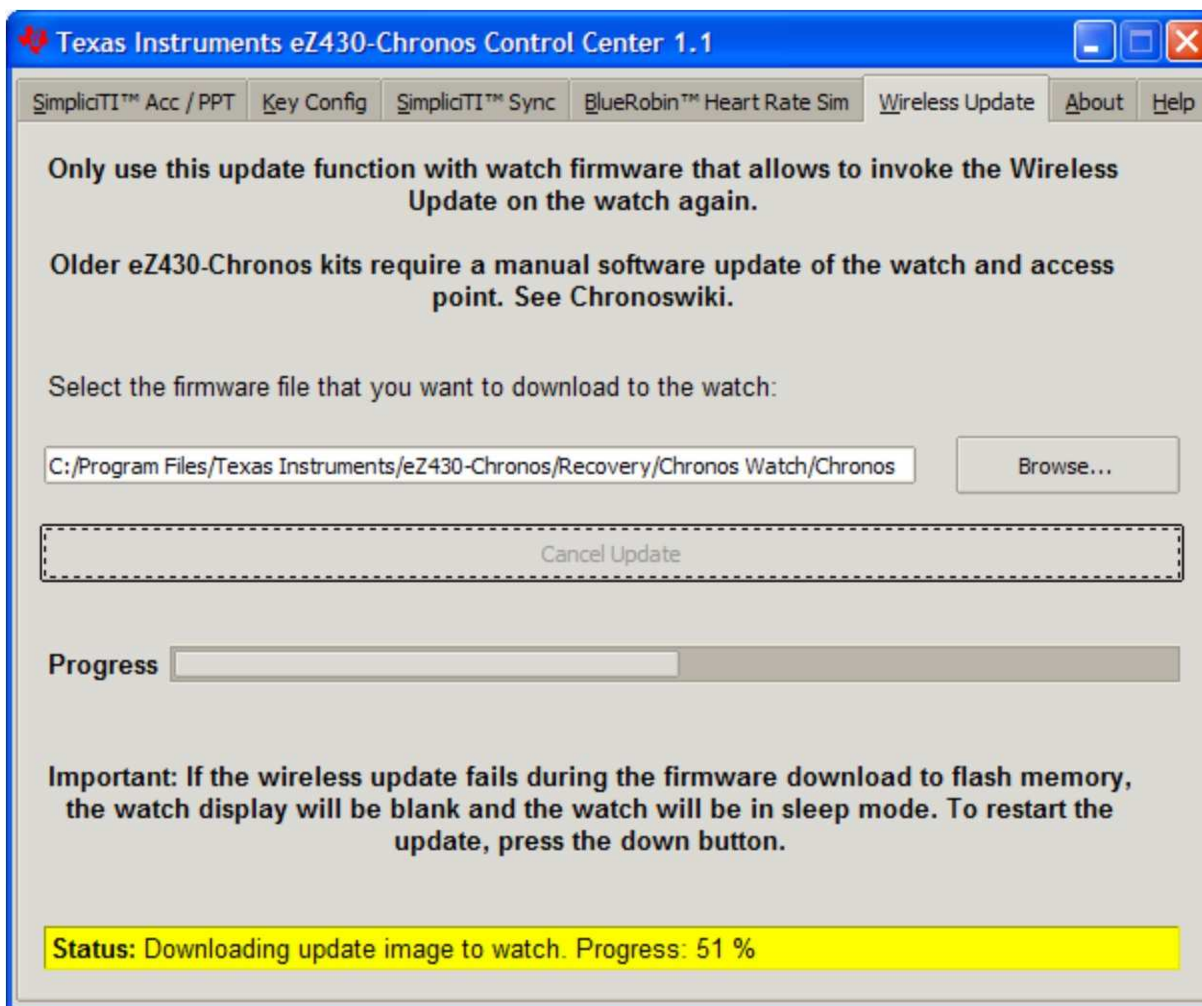 Texas Instruments eZ430-Chronos Control Center 1.1
SimpliciTI™ Acc / PPT Key Config SimpliciTI™ Sync BlueRobin™ Heart Rate Sim Wireless Update About Help
Only use this update function with watch firmware that allows to invoke the Wireless
Update on the watch again.
Older eZ430-Chronos kits require a manual software update of the watch and access
point. See Chronoswiki.
Select the firmware file that you want to download to the watch:
C:/Program Files/Texas Instruments/eZ430-Chronos/Recovery/Chronos Watch/Chronos Browse...
Cancel Update
Progress
Important: If the wireless update fails during the firmware download to flash memory,
the watch display will be blank and the watch will be in sleep mode. To restart the
update, press the down button.
Status: Downloading update image to watch. Progress: 51 %